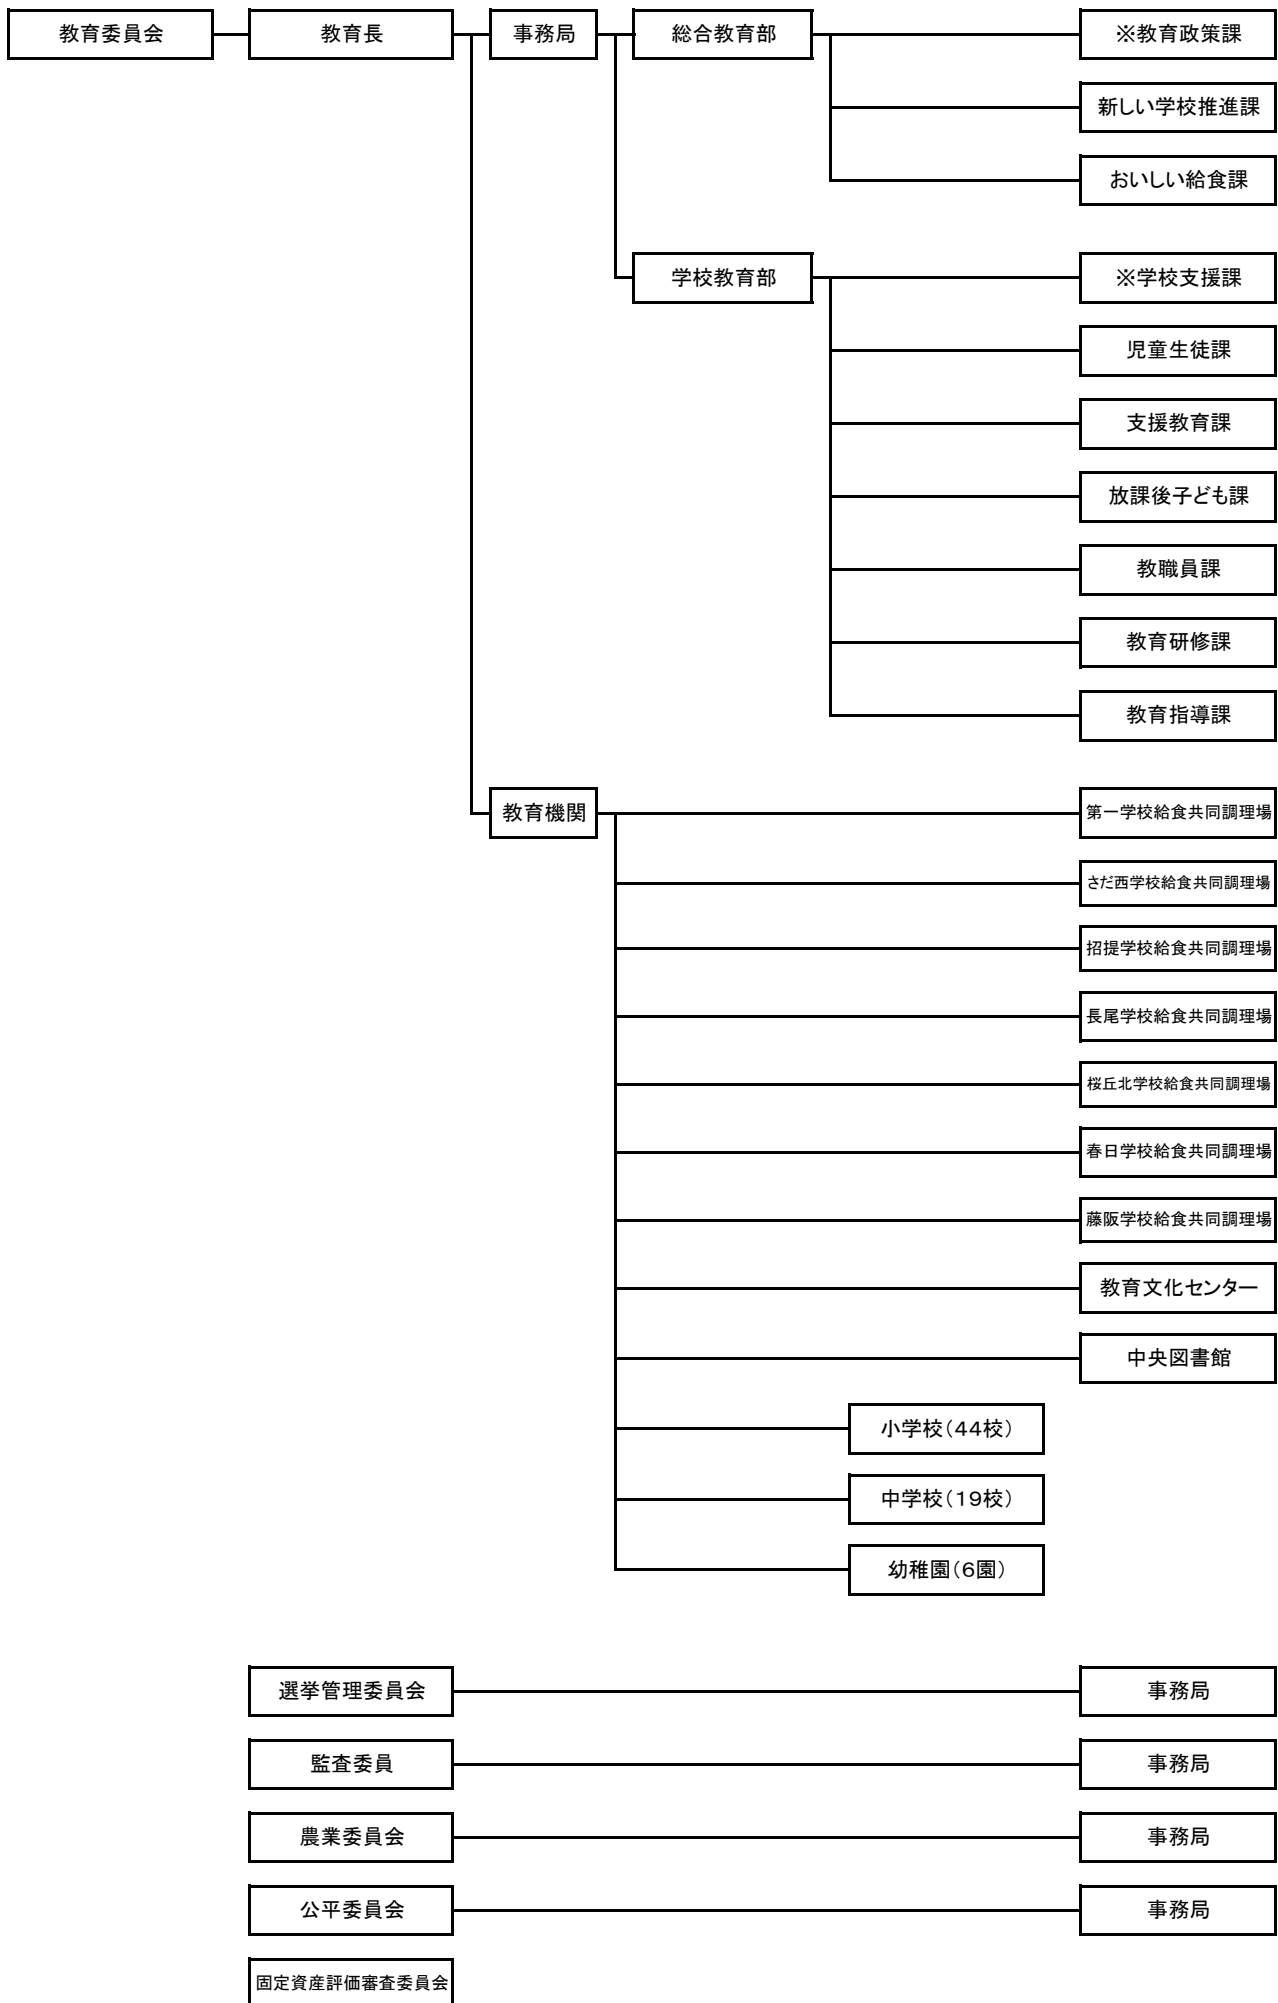 教育委員会
教育長
事務局
総合教育部
※教育政策課
新しい学校推進課
おいしい給食課
学校教育部
※学校支援課
児童生徒課
支援教育課
放課後子ども課
教職員課
教育研修課
教育指導課
教育機関
第一学校給食共同調理場
さだ西学校給食共同調理場
招提学校給食共同調理場
長尾学校給食共同調理場
桜丘北学校給食共同調理場
春日学校給食共同調理場
藤阪学校給食共同調理場
教育文化センター
中央図書館
小学校(44校)
中学校(19校)
幼稚園(6園)
選挙管理委員会
事務局
監査委員
事務局
農業委員会
事務局
公平委員会
事務局
固定資産評価審査委員会